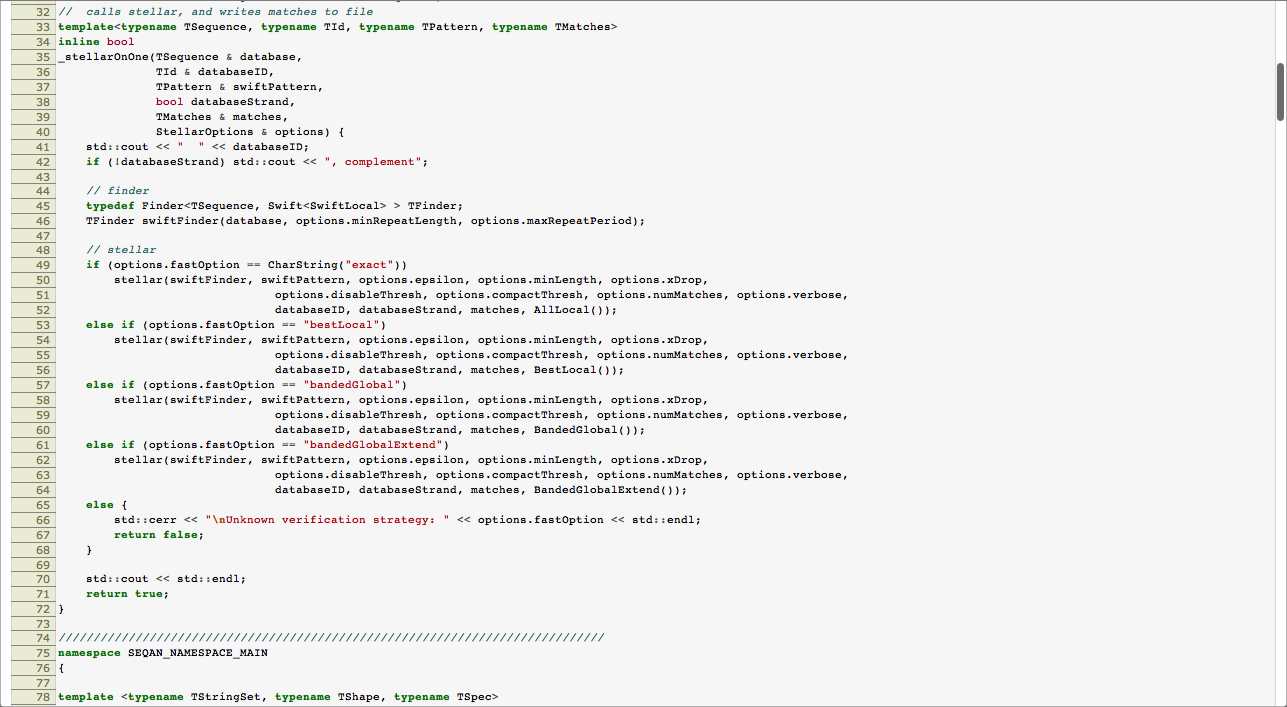 32 //  calls stellar, and writes matches to file
33 template<typename TSequence, typename TId, typename TPattern, typename TMatches>
34 inline bool
35 _stellarOnOne(TSequence & database,
36               TId & databaseID,
37               TPattern & swiftPattern,
38               bool databaseStrand,
39               TMatches & matches,
40               StellarOptions & options) {
41     std::cout << "  " << databaseID;
42     if (!databaseStrand) std::cout << ", complement";
43
44     // finder
45     typedef Finder<TSequence, Swift<SwiftLocal> > TFinder;
46     TFinder swiftFinder(database, options.minRepeatLength, options.maxRepeatPeriod);
47
48     // stellar
49     if (options.fastOption == CharString("exact"))
50         stellar(swiftFinder, swiftPattern, options.epsilon, options.minLength, options.xDrop,
51                                options.disableThresh, options.compactThresh, options.numMatches, options.verbose,
52                                databaseID, databaseStrand, matches, AllLocal());
53     else if (options.fastOption == "bestLocal")
54         stellar(swiftFinder, swiftPattern, options.epsilon, options.minLength, options.xDrop,
55                                options.disableThresh, options.compactThresh, options.numMatches, options.verbose,
56                                databaseID, databaseStrand, matches, BestLocal());
57     else if (options.fastOption == "bandedGlobal")
58         stellar(swiftFinder, swiftPattern, options.epsilon, options.minLength, options.xDrop,
59                                options.disableThresh, options.compactThresh, options.numMatches, options.verbose,
60                                databaseID, databaseStrand, matches, BandedGlobal());
61     else if (options.fastOption == "bandedGlobalExtend")
62         stellar(swiftFinder, swiftPattern, options.epsilon, options.minLength, options.xDrop,
63                                options.disableThresh, options.compactThresh, options.numMatches, options.verbose,
64                                databaseID, databaseStrand, matches, BandedGlobalExtend());
65     else {
66         std::cerr << "\nUnknown verification strategy: " << options.fastOption << std::endl;
67         return false;
68     }
69
70     std::cout << std::endl;
71     return true;
72 }
73
74 //////////////////////////////////////////////////////////////////////////////
75 namespace SEQAN_NAMESPACE_MAIN
76 {
77
78 template <typename TStringSet, typename TShape, typename TSpec>